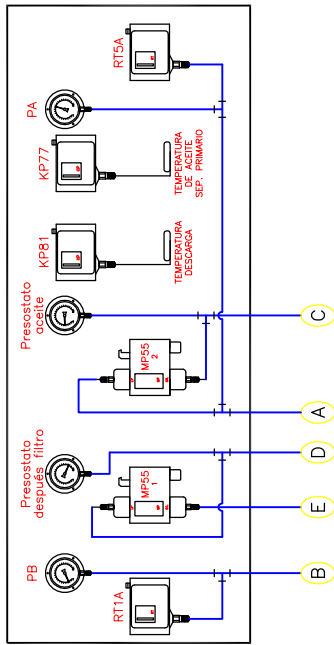 PB
RT1A
Presostato
después filtro
MP55
1
Presostato
aceite
MP55
2
KP81
TEMPERATURA
DESCARGA
KP77
TEMPERATURA
DE ACEITE
SEP. PRIMARIO
PA
RT5A
B
E
D
A
C